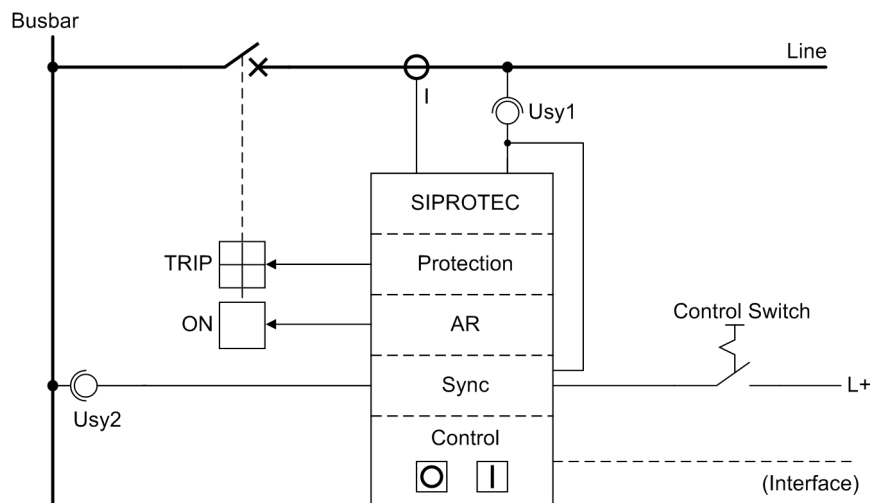 Busbar
Line
I
Usy1
SIPROTEC
TRIP
Protection
ON
AR
Control Switch
Sync
L+
Usy2
Control
(Interface)